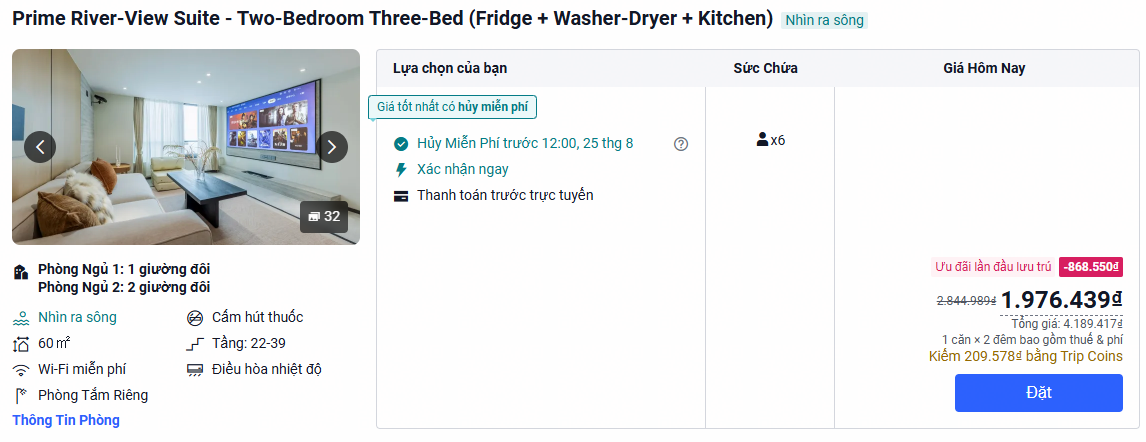 Prime River-View Suite - Two-Bedroom Three-Bed (Fridge + Washer-Dryer + Kitchen) Nhìn ra sông
32
Phòng Ngủ 1: 1 giường đôi
Phòng Ngủ 2: 2 giường đôi
Nhìn ra sông
Cấm hút thuốc
60 ㎡
Tầng: 22-39
Wi-Fi miễn phí
Điều hòa nhiệt độ
Phòng Tắm Riêng
Thông Tin Phòng
Lựa chọn của bạn
Sức Chứa
Giá Hôm Nay
Giá tốt nhất có hủy miễn phí
Hủy Miễn Phí trước 12:00, 25 thg 8
Xác nhận ngay
Thanh toán trước trực tuyến
x6
Ưu đãi lần đầu lưu trú -868.550₫
2.844.989₫ 1.976.439₫
Tổng giá: 4.189.417₫
1 căn × 2 đêm bao gồm thuế & phí
Kiếm 209.578₫ bằng Trip Coins
Đặt